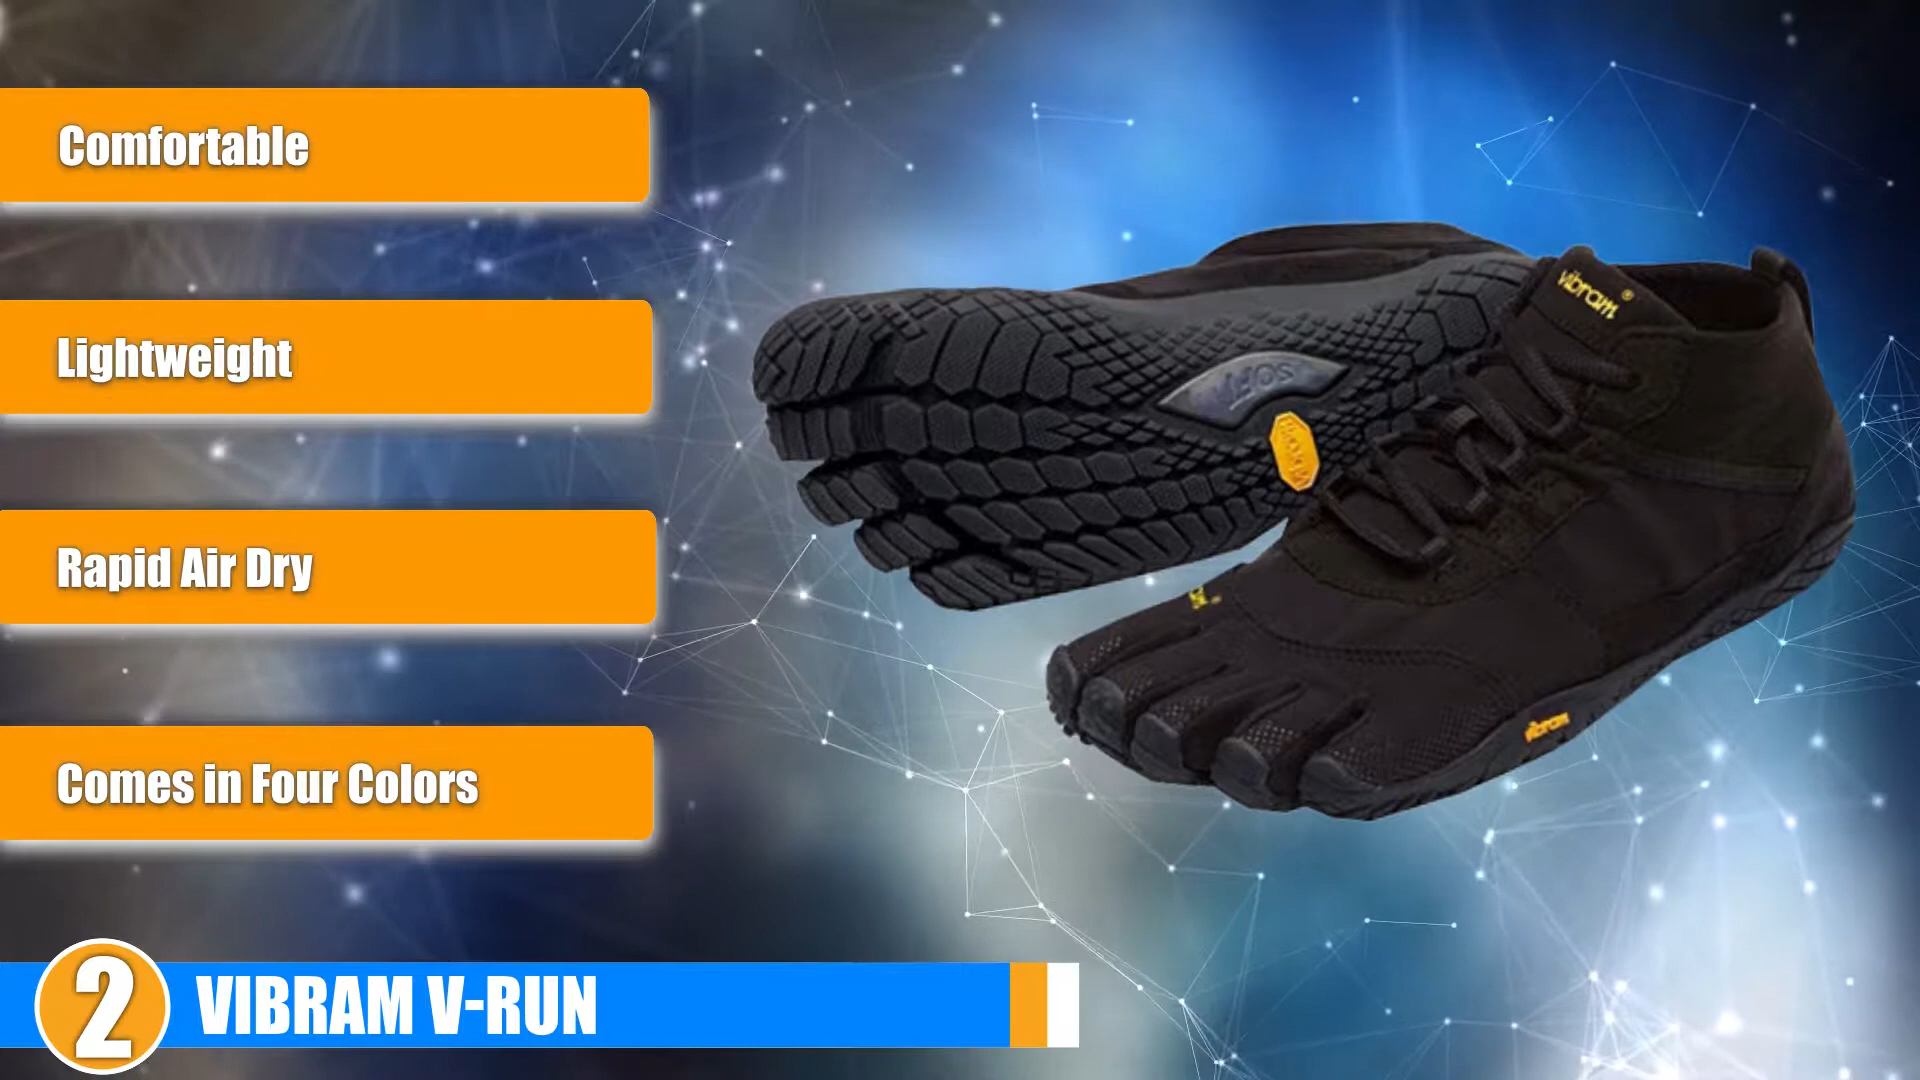 Comfortable
Lightweight
Rapid Air Dry
Comes in Four Colors
vibram®
vibram
2 VIBRAM V-RUN